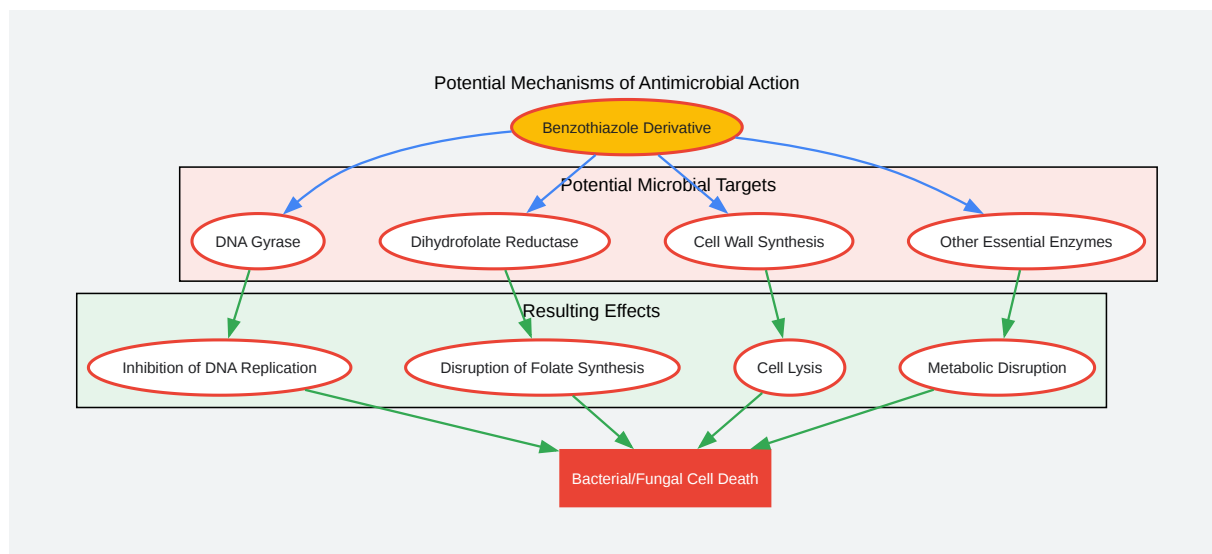 Potential Mechanisms of Antimicrobial Action
Benzothiazole Derivative
Potential Microbial Targets
DNA Gyrase
Dihydrofolate Reductase
Cell Wall Synthesis
Other Essential Enzymes
Resulting Effects
Inhibition of DNA Replication
Disruption of Folate Synthesis
Cell Lysis
Metabolic Disruption
Bacterial/Fungal Cell Death